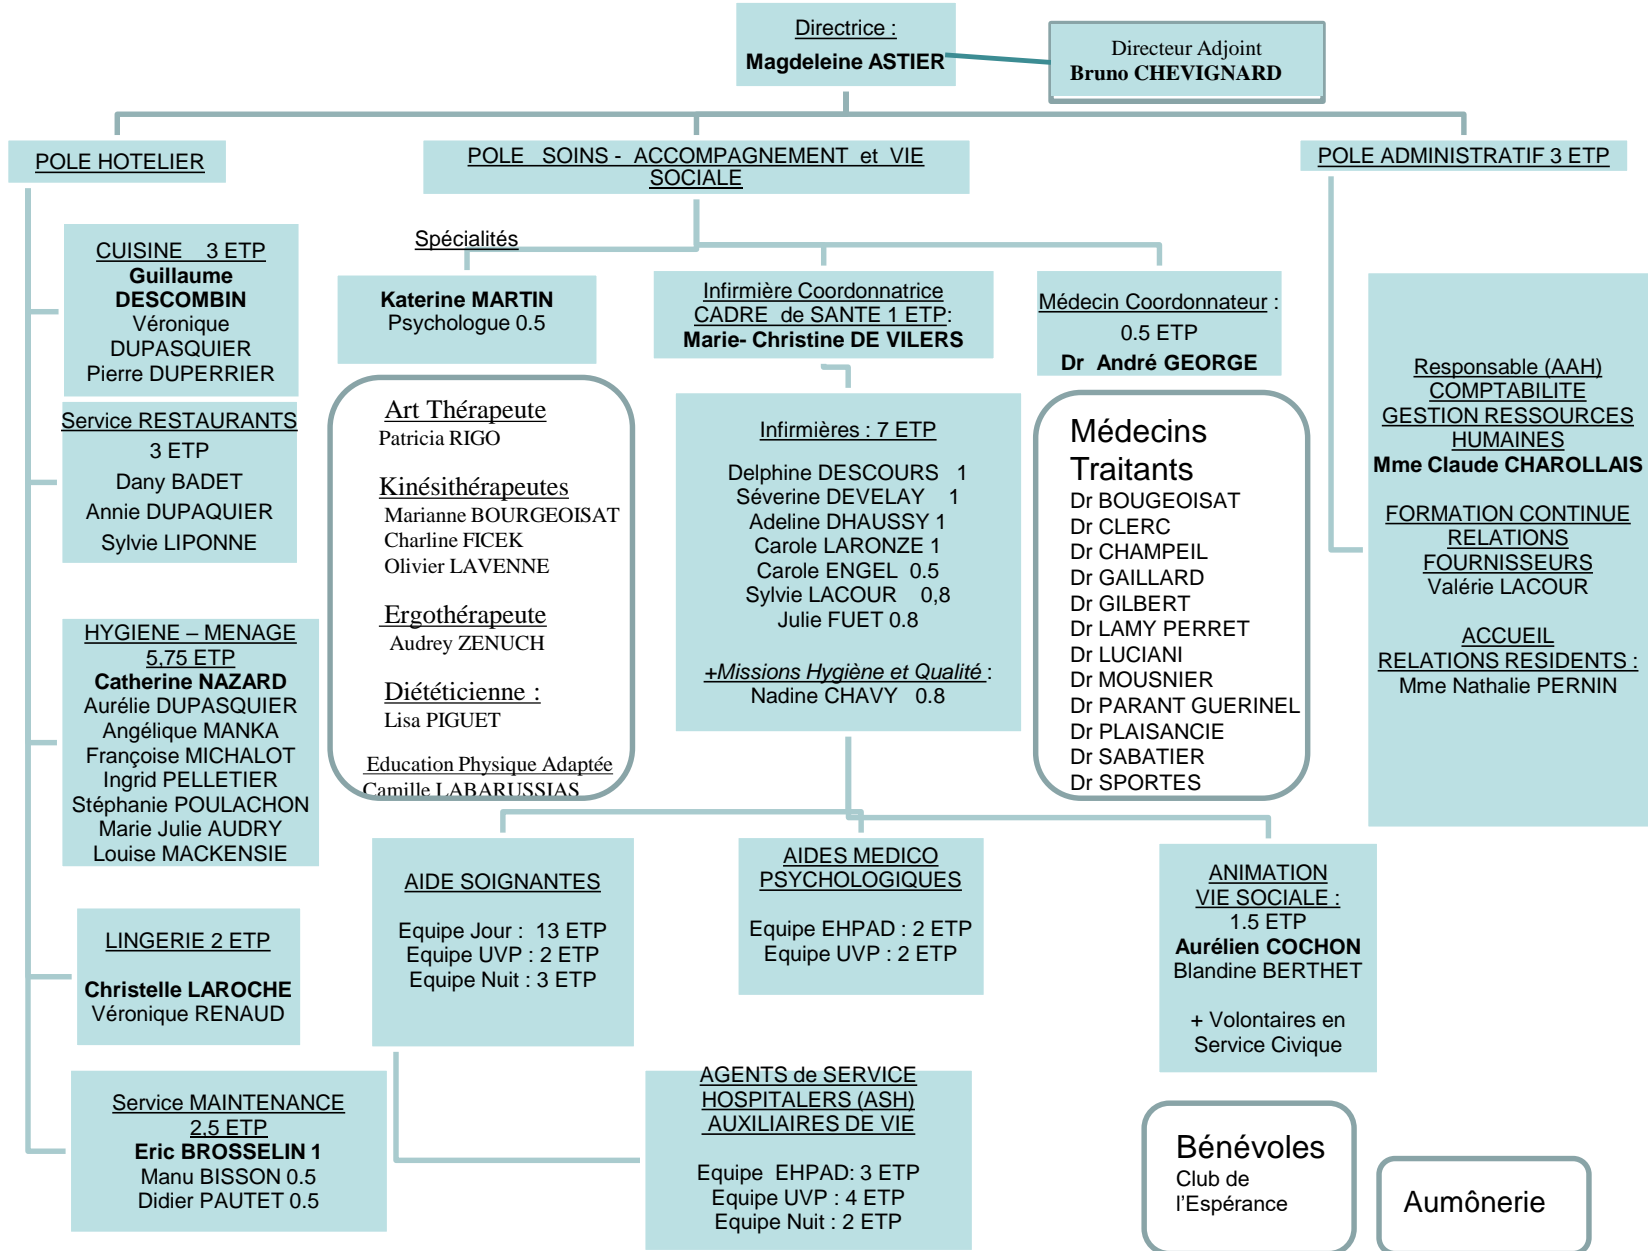 Directrice :
Magdeleine ASTIER
Directeur Adjoint
Bruno CHEVIGNARD
POLE HOTELIER
POLE SOINS - ACCOMPAGNEMENT et VIE
SOCIALE
POLE ADMINISTRATIF 3 ETP
CUISINE 3 ETP
Guillaume
DESCOMBIN
Véronique
DUPASQUIER
Pierre DUPERRIER
Service RESTAURANTS
3 ETP
Dany BADET
Annie DUPAQUIER
Sylvie LIPONNE
HYGIENE – MENAGE
5,75 ETP
Catherine NAZARD
Aurélie DUPASQUIER
Angélique MANKA
Françoise MICHALOT
Ingrid PELLETIER
Stéphanie POULACHON
Marie Julie AUDRY
Louise MACKENSIE
LINGERIE 2 ETP
Christelle LAROCHE
Véronique RENAUD
Service MAINTENANCE
2,5 ETP
Eric BROSSELIN 1
Manu BISSON 0.5
Didier PAUTET 0.5
Spécialités
Katerine MARTIN
Psychologue 0.5
Art Thérapeute
Patricia RIGO
Kinésithérapeutes
Marianne BOURGEOISAT
Charline FICEK
Olivier LAVENNE
Ergothérapeute
Audrey ZENUCH
Diététicienne :
Lisa PIGUET
Education Physique Adaptée
Camille LABARUSSIAS
Infirmière Coordonnatrice
CADRE de SANTE 1 ETP:
Marie- Christine DE VILERS
Infirmières : 7 ETP
Delphine DESCOURS 1
Séverine DEVELAY 1
Adeline DHAUSSY 1
Carole LARONZE 1
Carole ENGEL 0.5
Sylvie LACOUR 0,8
Julie FUET 0.8
+Missions Hygiène et Qualité :
Nadine CHAVY 0.8
Médecin Coordonnateur :
0.5 ETP
Dr André GEORGE
Médecins
Traitants
Dr BOUGEOISAT
Dr CLERC
Dr CHAMPEIL
Dr GAILLARD
Dr GILBERT
Dr LAMY PERRET
Dr LUCIANI
Dr MOUSNIER
Dr PARANT GUERINEL
Dr PLAISANCIE
Dr SABATIER
Dr SPORTES
Responsable (AAH)
COMPTABILITE
GESTION RESSOURCES
HUMAINES
Mme Claude CHAROLLAIS
FORMATION CONTINUE
RELATIONS
FOURNISSEURS
Valérie LACOUR
ACCUEIL
RELATIONS RESIDENTS :
Mme Nathalie PERNIN
AIDE SOIGNANTES
Equipe Jour : 13 ETP
Equipe UVP : 2 ETP
Equipe Nuit : 3 ETP
AIDES MEDICO
PSYCHOLOGIQUES
Equipe EHPAD : 2 ETP
Equipe UVP : 2 ETP
ANIMATION
VIE SOCIALE :
1.5 ETP
Aurélien COCHON
Blandine BERTHET
+ Volontaires en
Service Civique
AGENTS de SERVICE
HOSPITALERS (ASH)
AUXILIAIRES DE VIE
Equipe EHPAD: 3 ETP
Equipe UVP : 4 ETP
Equipe Nuit : 2 ETP
Bénévoles
Club de
l'Espérance
Aumônerie